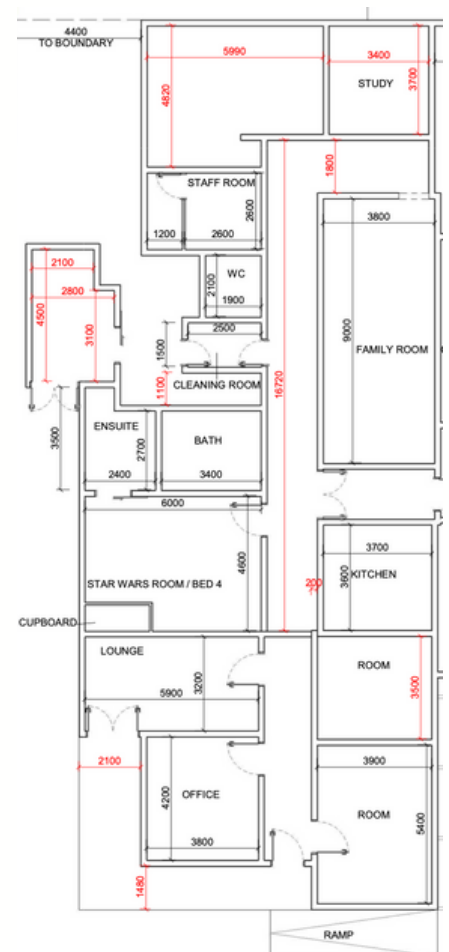 4400
TO BOUNDARY
5990
3400
4820
3700
STUDY
1800
STAFF ROOM
2600
1200
2600
3800
2100
WC
1900
2100
2800
4500
3100
9000
FAMILY ROOM
1500
2500
16720
CLEANING ROOM
1100
3500
ENSUITE
2700
BATH
2400
3400
6000
4600
3700
KITCHEN
3600
200
STAR WARS ROOM / BED 4
CUPBOARD
LOUNGE
ROOM
3200
5900
3500
2100
3900
4200
OFFICE
ROOM
5400
3800
1480
RAMP